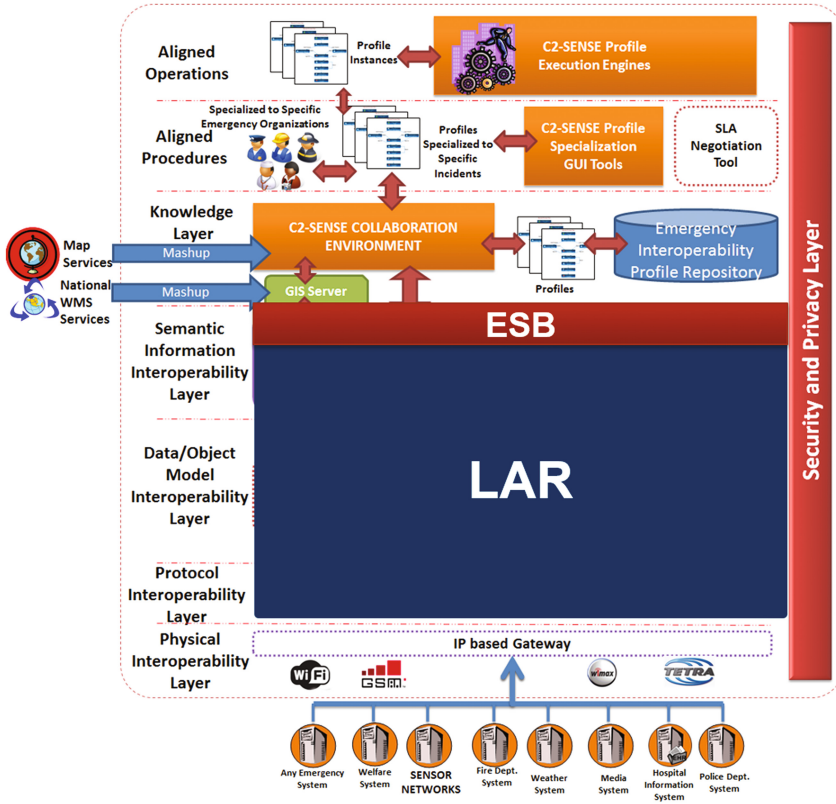 Aligned
Operations
Profile
Instances
C2-SENSE Profile
Execution Engines
Specialized to Specific
Emergency Organizations
Aligned
Procedures
Profiles
Specialized to
Specific
Incidents
C2-SENSE Profile
Specialization
GUI Tools
SLA
Negotiation
Tool
Knowledge
Layer
C2-SENSE COLLABORATION
ENVIRONMENT
Emergency
Interoperability
Profile Repository
Profiles
Map
Services
Mashup
National
WMS
Services
Mashup
GIS Server
ESB
Semantic
Information
Interoperability
Layer
LAR
Data/Object
Model
Interoperability
Layer
Protocol
Interoperability
Layer
Physical
Interoperability
Layer
IP based Gateway
WiFi
GSM
wimax
TETRA
Security and Privacy Layer
Any Emergency
System
Welfare
System
SENSOR
NETWORKS
Fire Dept.
System
Weather
System
Media
System
EHR
Hospital
Information
System
Police Dept.
System